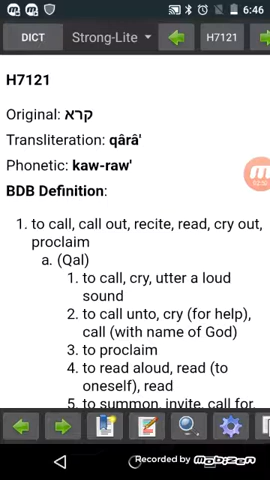 6:46
DICT Strong-Lite H7121
H7121
Original: קרא
Transliteration: qârâ'
Phonetic: kaw-raw'
BDB Definition:
1. to call, call out, recite, read, cry out,
proclaim
a. (Qal)
1. to call, cry, utter a loud
sound
2. to call unto, cry (for help),
call (with name of God)
3. to proclaim
4. to read aloud, read (to
oneself), read
5. to summon, invite, call for,
Recorded by mobizen